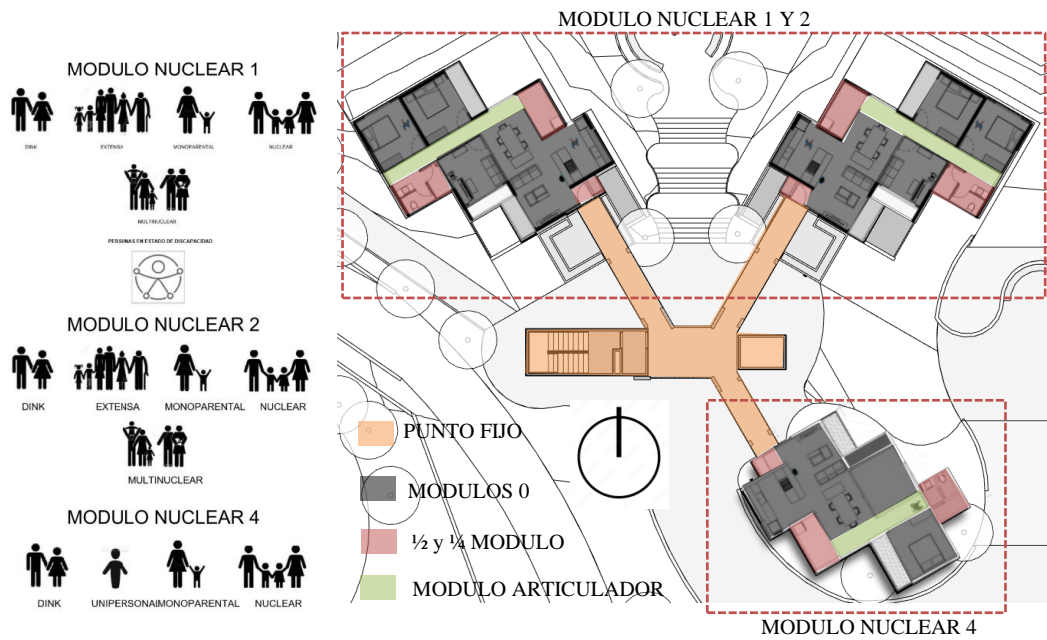 MODULO NUCLEAR 1 Y 2
MODULO NUCLEAR 1
DINK
EXTENSA
MONOPARENTAL
NUCLEAR
MULTINUCLEAR
PERSONAS EN ESTADO DE DISCAPACIDAD
MODULO NUCLEAR 2
DINK
EXTENSA
MONOPARENTAL
NUCLEAR
MULTINUCLEAR
MODULO NUCLEAR 4
DINK
UNIPERSONAL
MONOPARENTAL
NUCLEAR
PUNTO FIJO
MODULOS 0
½ y ¼ MODULO
MODULO ARTICULADOR
MODULO NUCLEAR 4